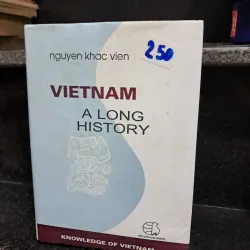 nguyen khac vien
250
VIETNAM
A LONG
HISTORY
KNOWLEDGE OF VIETNAM